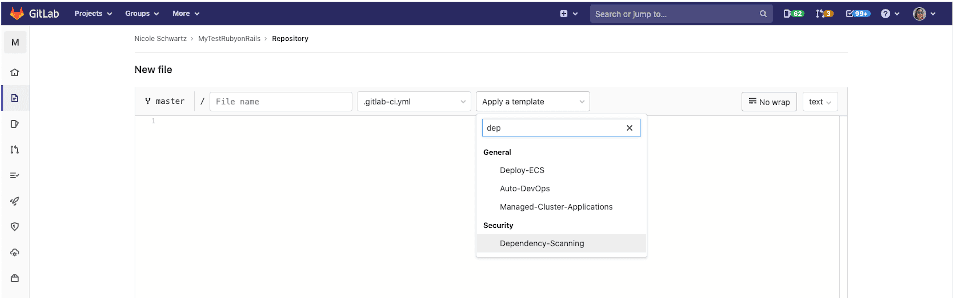 GitLab Projects Groups More Search or jump to... 62 3 99+
M
Nicole Schwartz › MyTestRubyonRails › Repository
New file
master / File name .gitlab-ci.yml Apply a template No wrap text
1
dep
General
Deploy-ECS
Auto-DevOps
Managed-Cluster-Applications
Security
Dependency-Scanning